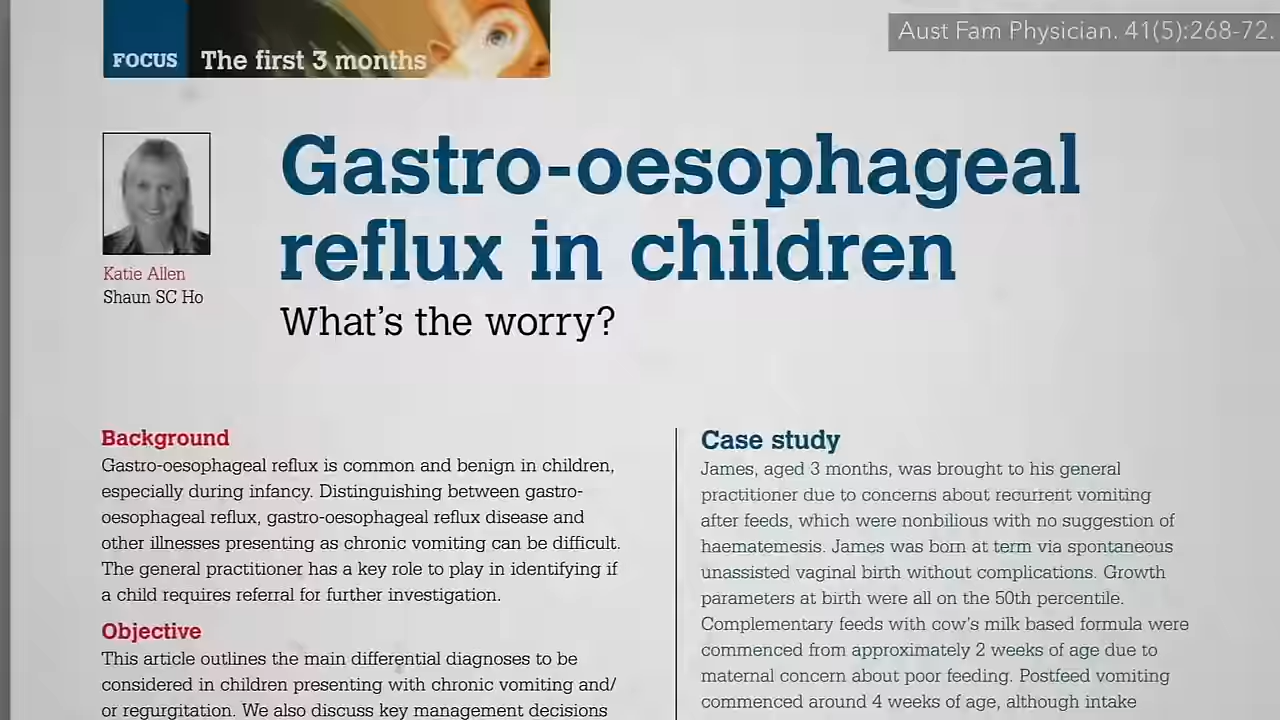 Aust Fam Physician. 41(5):268-72.
FOCUS The first 3 months
Gastro-oesophageal
reflux in children
What's the worry?
Katie Allen
Shaun SC Ho
Background
Gastro-oesophageal reflux is common and benign in children,
especially during infancy. Distinguishing between gastro-
oesophageal reflux, gastro-oesophageal reflux disease and
other illnesses presenting as chronic vomiting can be difficult.
The general practitioner has a key role to play in identifying if
a child requires referral for further investigation.
Objective
This article outlines the main differential diagnoses to be
considered in children presenting with chronic vomiting and/
or regurgitation. We also discuss key management decisions
Case study
James, aged 3 months, was brought to his general
practitioner due to concerns about recurrent vomiting
after feeds, which were nonbilious with no suggestion of
haematemesis. James was born at term via spontaneous
unassisted vaginal birth without complications. Growth
parameters at birth were all on the 50th percentile.
Complementary feeds with cow's milk based formula were
commenced from approximately 2 weeks of age due to
maternal concern about poor feeding. Postfeed vomiting
commenced around 4 weeks of age, although intake